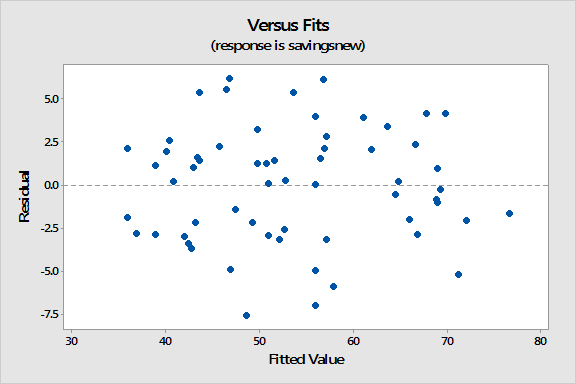 Versus Fits
(response is savingsnew)
5.0
2.5
0.0
-2.5
-5.0
-7.5
Residual
30 40 50 60 70 80
Fitted Value